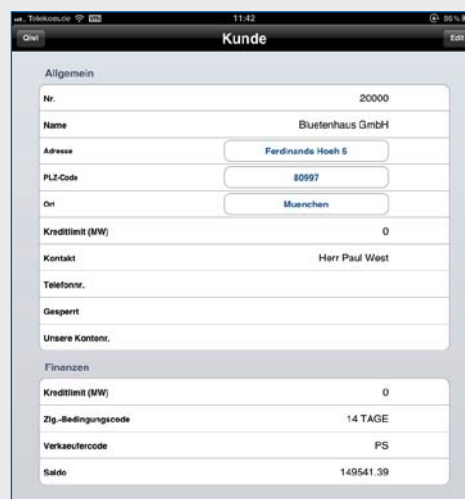 Telekom.de VPN 11:42 86%
Qivi Kunde Edit
Allgemein
Nr. 20000
Name Bluetenhaus GmbH
Adresse Ferdinands Hoeh 5
PLZ-Code 80997
Ort Muenchen
Kreditlimit (MW) 0
Kontakt Herr Paul West
Telefonnr.
Gesperrt
Unsere Kontonr.
Finanzen
Kreditlimit (MW) 0
Zlg.-Bedingungscode 14 TAGE
Verkaeufercode PS
Saldo 149541.39